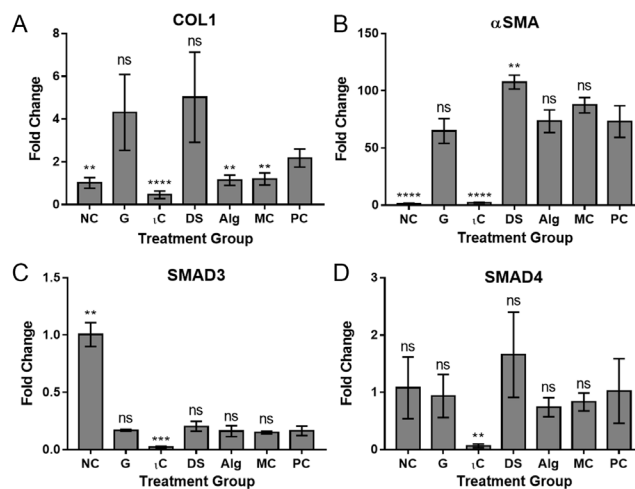 A
COL1
Fold Change
8
6
4
2
0
** ns **** ns ** **
NC G ιC DS Alg MC PC
Treatment Group
B
αSMA
Fold Change
150
100
50
0
**** ns **** ** ns ns ns
NC G ιC DS Alg MC PC
Treatment Group
C
SMAD3
Fold Change
1.5
1.0
0.5
0.0
** ns *** ns ns ns
NC G ιC DS Alg MC PC
Treatment Group
D
SMAD4
Fold Change
3
2
1
0
ns ns ** ns ns ns
NC G ιC DS Alg MC PC
Treatment Group